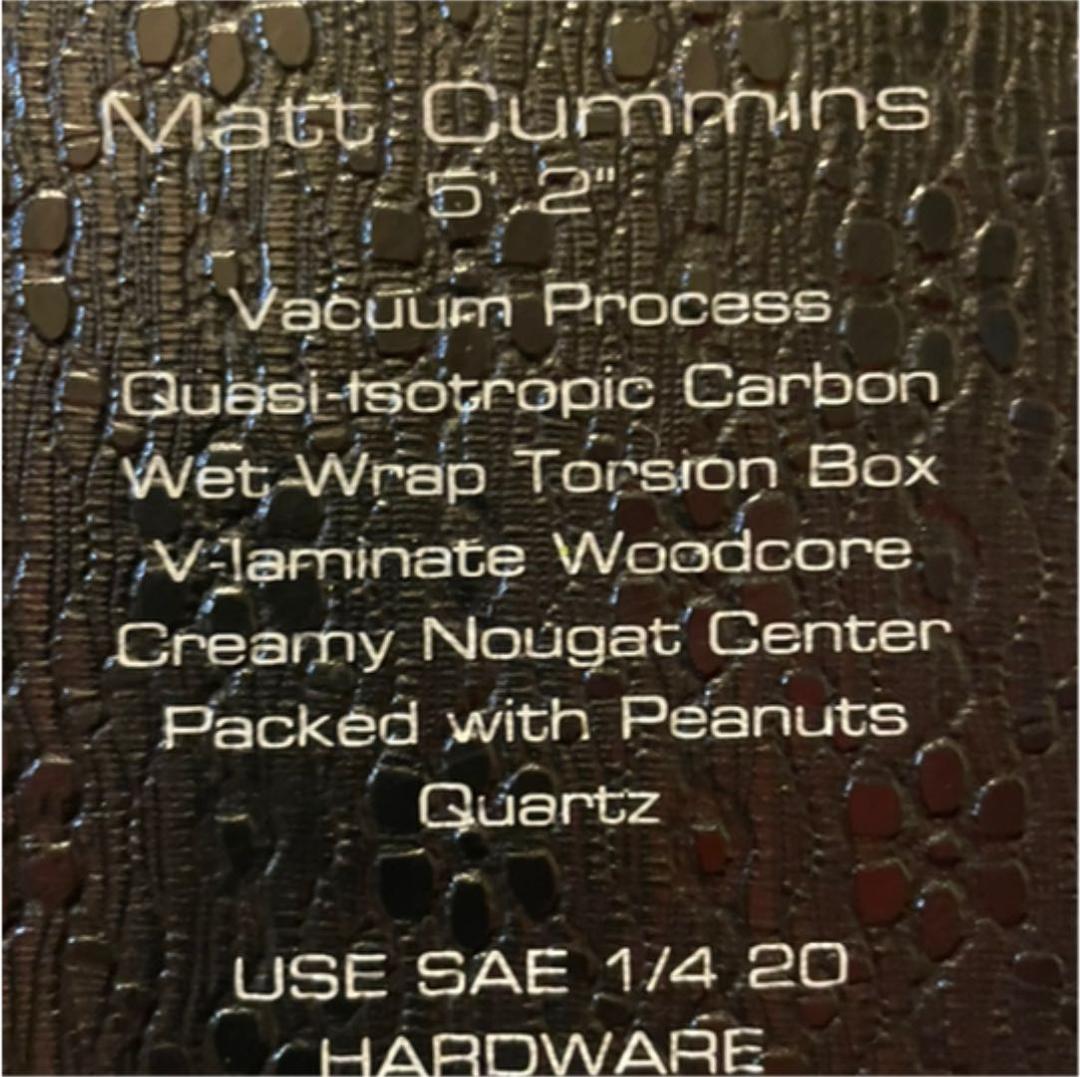 Matt Cummins
5' 2"
Vacuum Process
Quasi-Isotropic Carbon
Wet Wrap Torsion Box
V-laminate Woodcore
Creamy Nougat Center
Packed with Peanuts
Quartz
USE SAE 1/4 20
HARDWARE